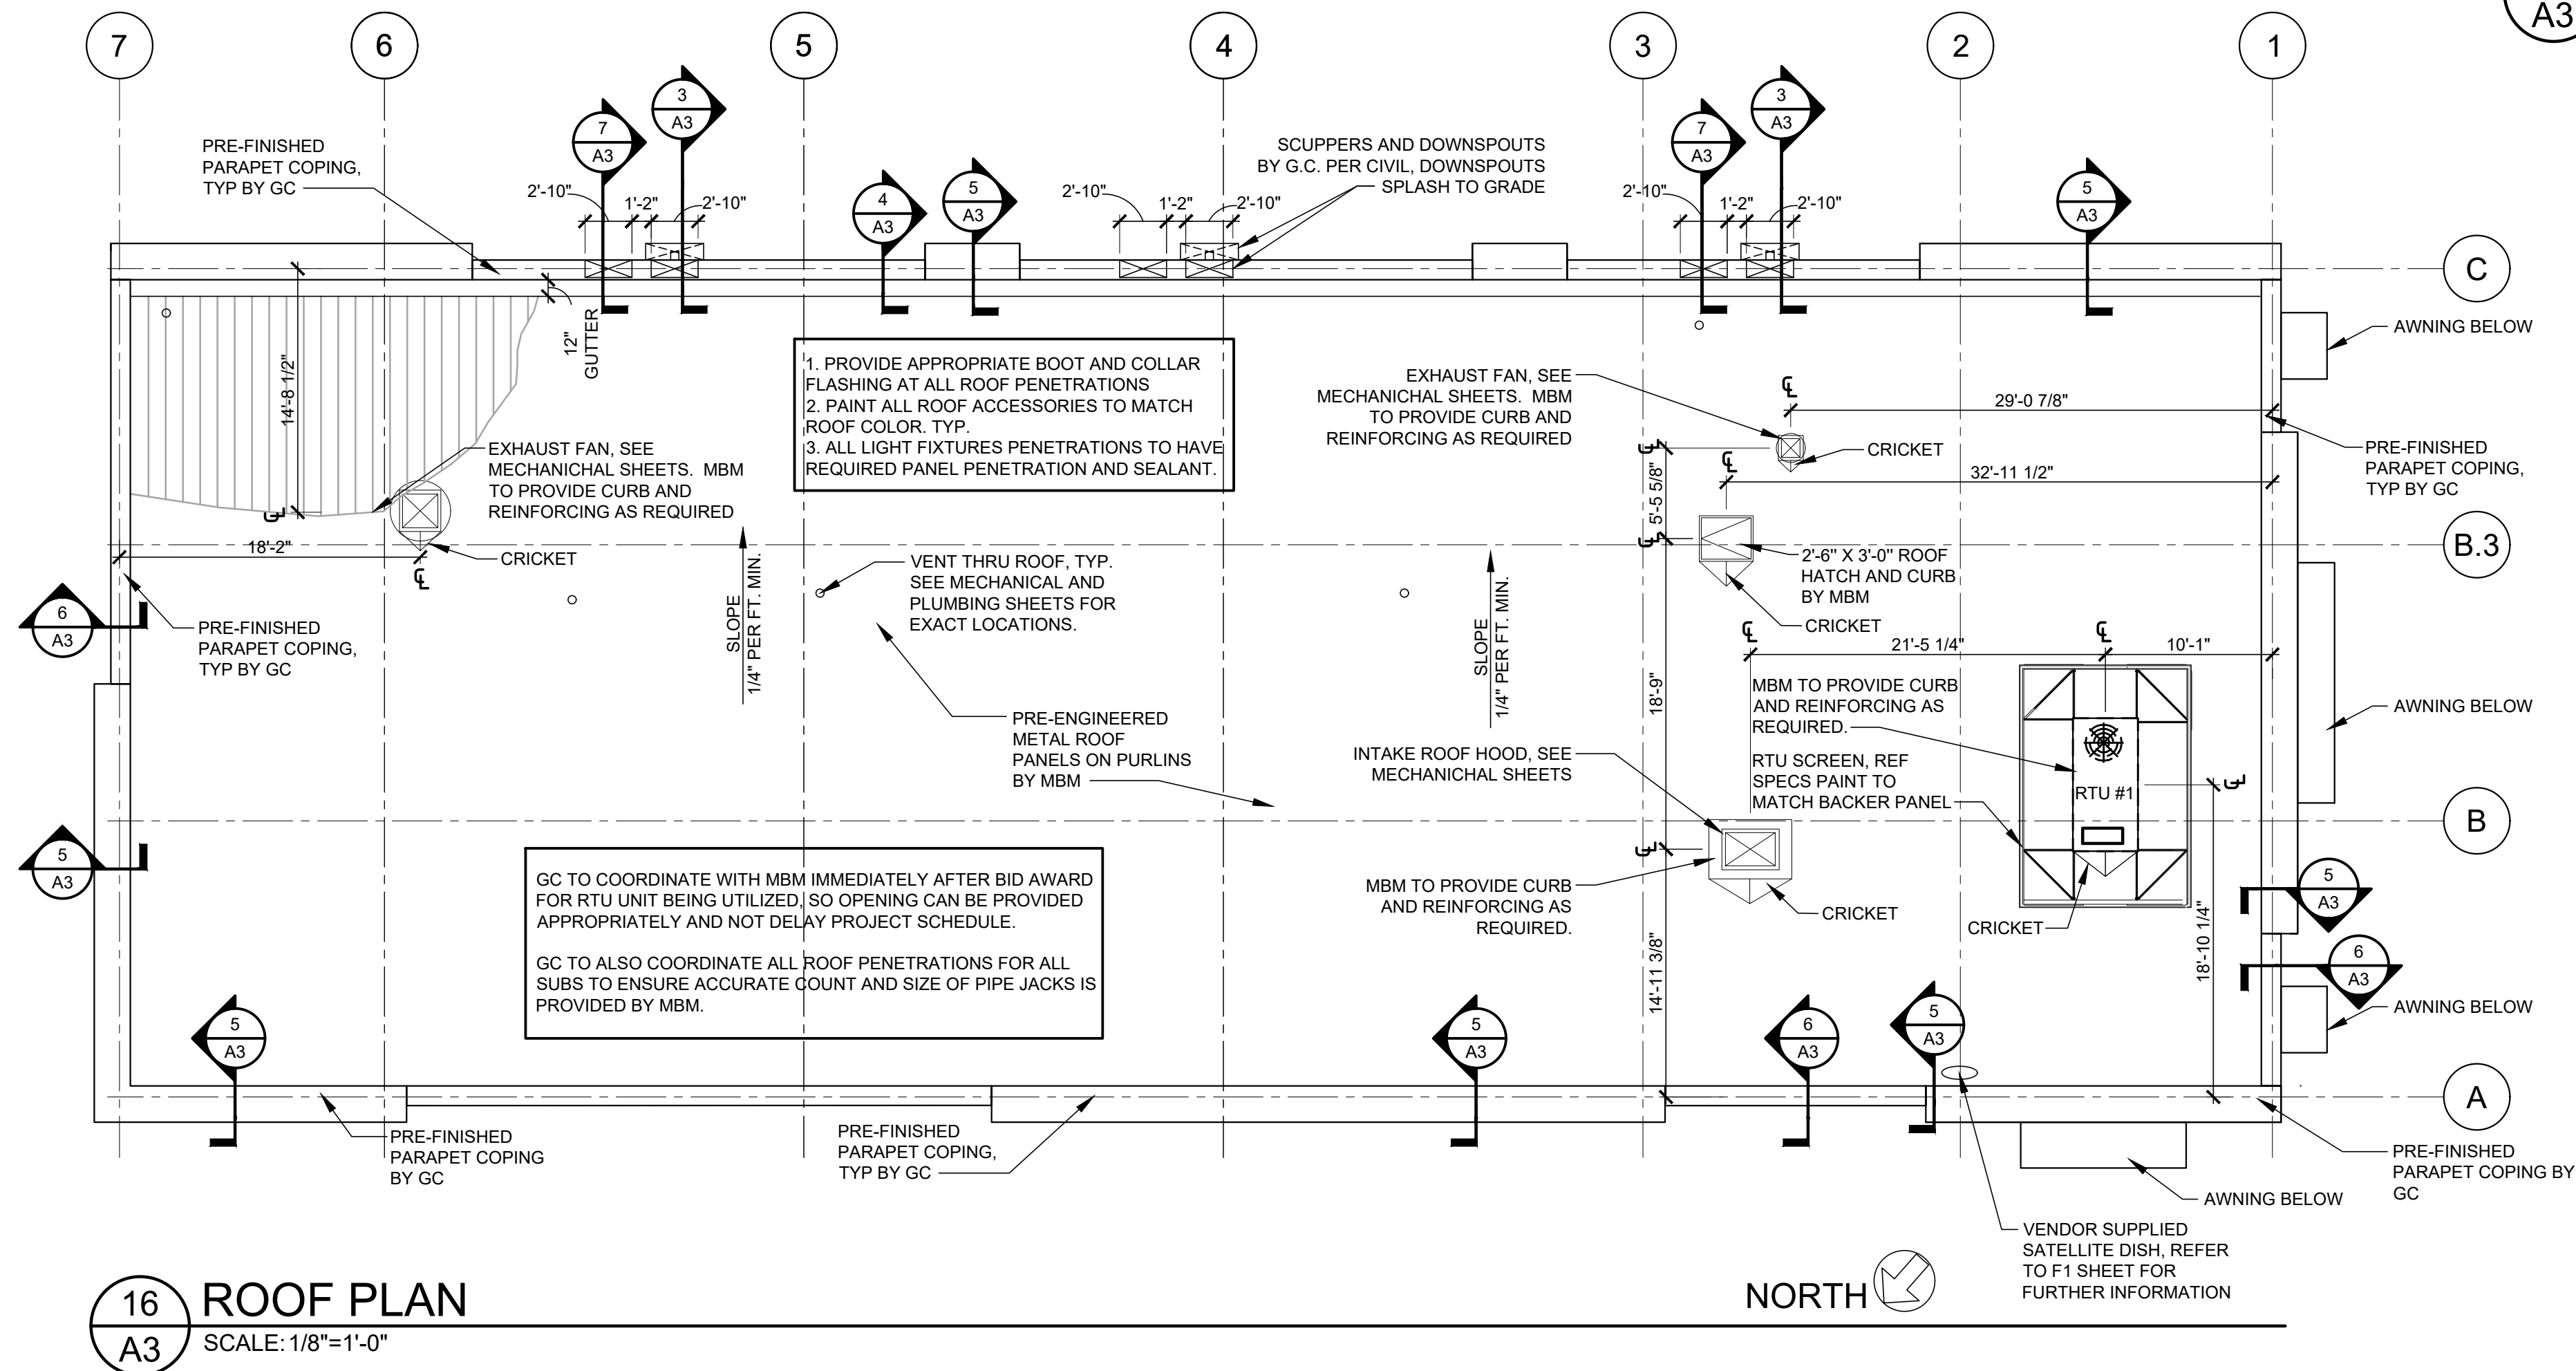 A3
7
6
5
4
3
2
1
3
A3
7
A3
3
A3
7
A3
PRE-FINISHED
PARAPET COPING,
TYP BY GC
2'-10"
1'-2"
2'-10"
4
A3
5
A3
2'-10"
1'-2"
2'-10"
SCUPPERS AND DOWNSPOUTS
BY G.C. PER CIVIL, DOWNSPOUTS
SPLASH TO GRADE
2'-10"
1'-2"
2'-10"
5
A3
C
14'-8 1/2"
12"
GUTTER
AWNING BELOW
1. PROVIDE APPROPRIATE BOOT AND COLLAR
FLASHING AT ALL ROOF PENETRATIONS
2. PAINT ALL ROOF ACCESSORIES TO MATCH
ROOF COLOR. TYP.
3. ALL LIGHT FIXTURES PENETRATIONS TO HAVE
REQUIRED PANEL PENETRATION AND SEALANT.
EXHAUST FAN, SEE
MECHANICHAL SHEETS. MBM
TO PROVIDE CURB AND
REINFORCING AS REQUIRED
CL
29'-0 7/8"
CRICKET
PRE-FINISHED
PARAPET COPING,
TYP BY GC
EXHAUST FAN, SEE
MECHANICHAL SHEETS. MBM
TO PROVIDE CURB AND
REINFORCING AS REQUIRED
CL
CL
CL
32'-11 1/2"
5'-5 5/8"
CL
CL
18'-2"
CRICKET
CL
B.3
2'-6" X 3'-0" ROOF
HATCH AND CURB
BY MBM
CRICKET
VENT THRU ROOF, TYP.
SEE MECHANICAL AND
PLUMBING SHEETS FOR
EXACT LOCATIONS.
SLOPE
1/4" PER FT. MIN.
SLOPE
1/4" PER FT. MIN.
6
A3
PRE-FINISHED
PARAPET COPING,
TYP BY GC
CL
21'-5 1/4"
CL
10'-1"
18'-9"
MBM TO PROVIDE CURB
AND REINFORCING AS
REQUIRED.
RTU SCREEN, REF
SPECS PAINT TO
MATCH BACKER PANEL
RTU #1
CL
AWNING BELOW
PRE-ENGINEERED
METAL ROOF
PANELS ON PURLINS
BY MBM
INTAKE ROOF HOOD, SEE
MECHANICHAL SHEETS
B
CL
5
A3
GC TO COORDINATE WITH MBM IMMEDIATELY AFTER BID AWARD
FOR RTU UNIT BEING UTILIZED, SO OPENING CAN BE PROVIDED
APPROPRIATELY AND NOT DELAY PROJECT SCHEDULE.
GC TO ALSO COORDINATE ALL ROOF PENETRATIONS FOR ALL
SUBS TO ENSURE ACCURATE COUNT AND SIZE OF PIPE JACKS IS
PROVIDED BY MBM.
MBM TO PROVIDE CURB
AND REINFORCING AS
REQUIRED.
CRICKET
CRICKET
5
A3
6
A3
14'-11 3/8"
18'-10 1/4"
AWNING BELOW
5
A3
5
A3
6
A3
5
A3
A
PRE-FINISHED
PARAPET COPING
BY GC
PRE-FINISHED
PARAPET COPING,
TYP BY GC
PRE-FINISHED
PARAPET COPING BY
GC
AWNING BELOW
VENDOR SUPPLIED
SATELLITE DISH, REFER
TO F1 SHEET FOR
FURTHER INFORMATION
NORTH
16
A3
ROOF PLAN
SCALE: 1/8"=1'-0"